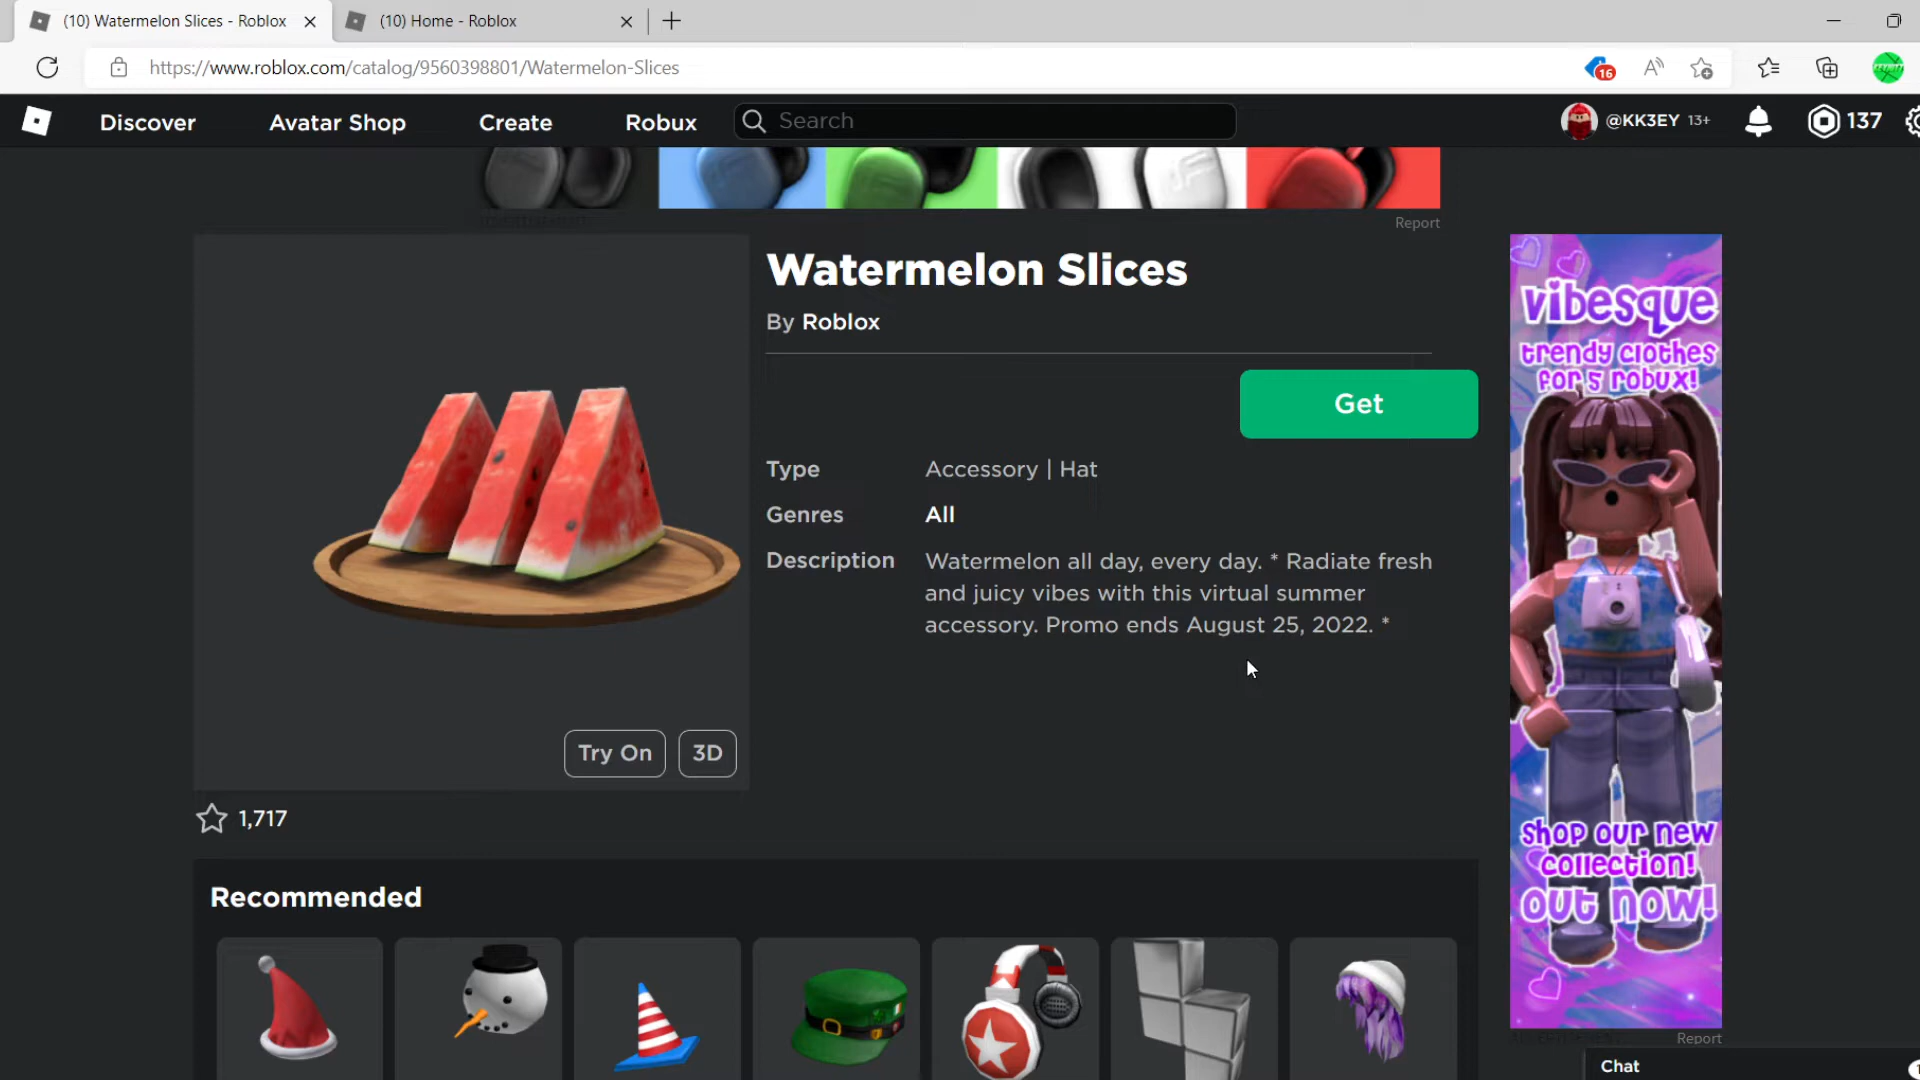 (10) Watermelon Slices - Roblox
(10) Home - Roblox
https://www.roblox.com/catalog/9560398801/Watermelon-Slices
16
Discover
Avatar Shop
Create
Robux
Search
@KK3EY 13+
137
Report
Watermelon Slices
By Roblox
Get
Type
Accessory | Hat
Genres
All
Description
Watermelon all day, every day. * Radiate fresh
and juicy vibes with this virtual summer
accessory. Promo ends August 25, 2022. *
Try On
3D
1,717
vibesque
trendy clothes
for 5 robux!
shop our new
collection!
out now!
Report
Recommended
Chat